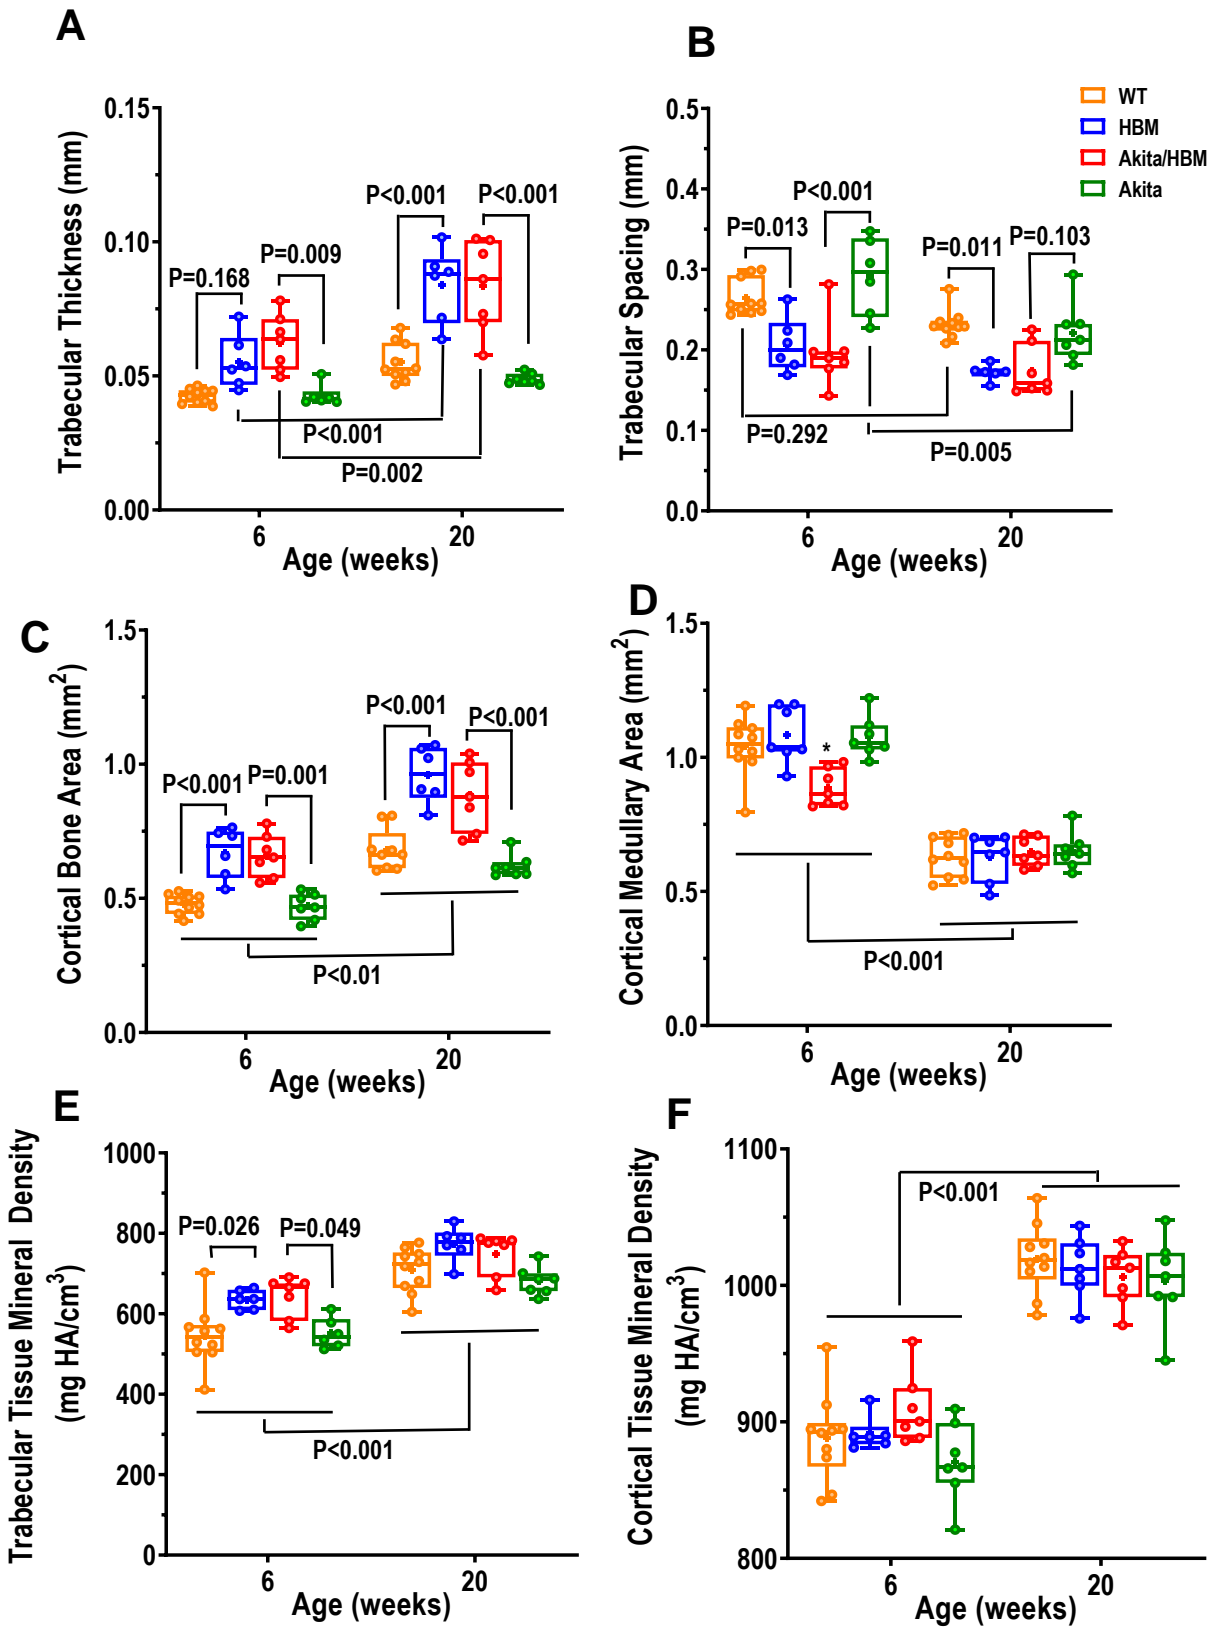 A
Trabecular Thickness (mm)
0.15
0.10
0.05
0.00
P=0.168
P=0.009
P<0.001
P<0.001
P<0.001
P=0.002
6
20
Age (weeks)
B
Trabecular Spacing (mm)
0.5
0.4
0.3
0.2
0.1
0.0
WT
HBM
Akita/HBM
Akita
P=0.013
P<0.001
P=0.011
P=0.103
P=0.292
P=0.005
6
20
Age (weeks)
C
Cortical Bone Area (mm2)
1.5
1.0
0.5
0.0
P<0.001
P=0.001
P<0.001
P<0.001
P<0.01
6
20
Age (weeks)
D
Cortical Medullary Area (mm2)
1.5
1.0
0.5
0.0
*
P<0.001
6
20
Age (weeks)
E
Trabecular Tissue Mineral Density
(mg HA/cm3)
1000
800
600
400
200
0
P=0.026
P=0.049
P<0.001
6
20
Age (weeks)
F
Cortical Tissue Mineral Density
(mg HA/cm3)
1100
1000
900
800
P<0.001
6
20
Age (weeks)